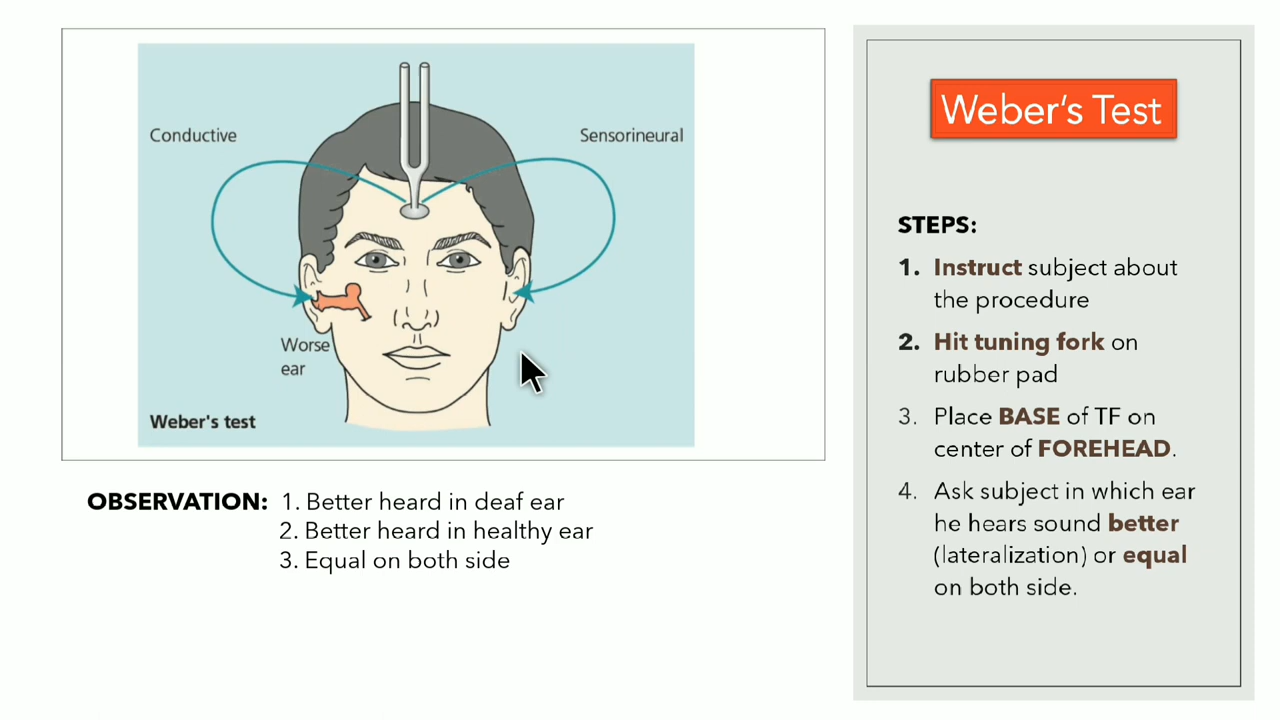 Conductive
Sensorineural
Worse
ear
Weber's test
OBSERVATION: 1. Better heard in deaf ear
2. Better heard in healthy ear
3. Equal on both side
Weber's Test
STEPS:
1. Instruct subject about
the procedure
2. Hit tuning fork on
rubber pad
3. Place BASE of TF on
center of FOREHEAD.
4. Ask subject in which ear
he hears sound better
(lateralization) or equal
on both side.